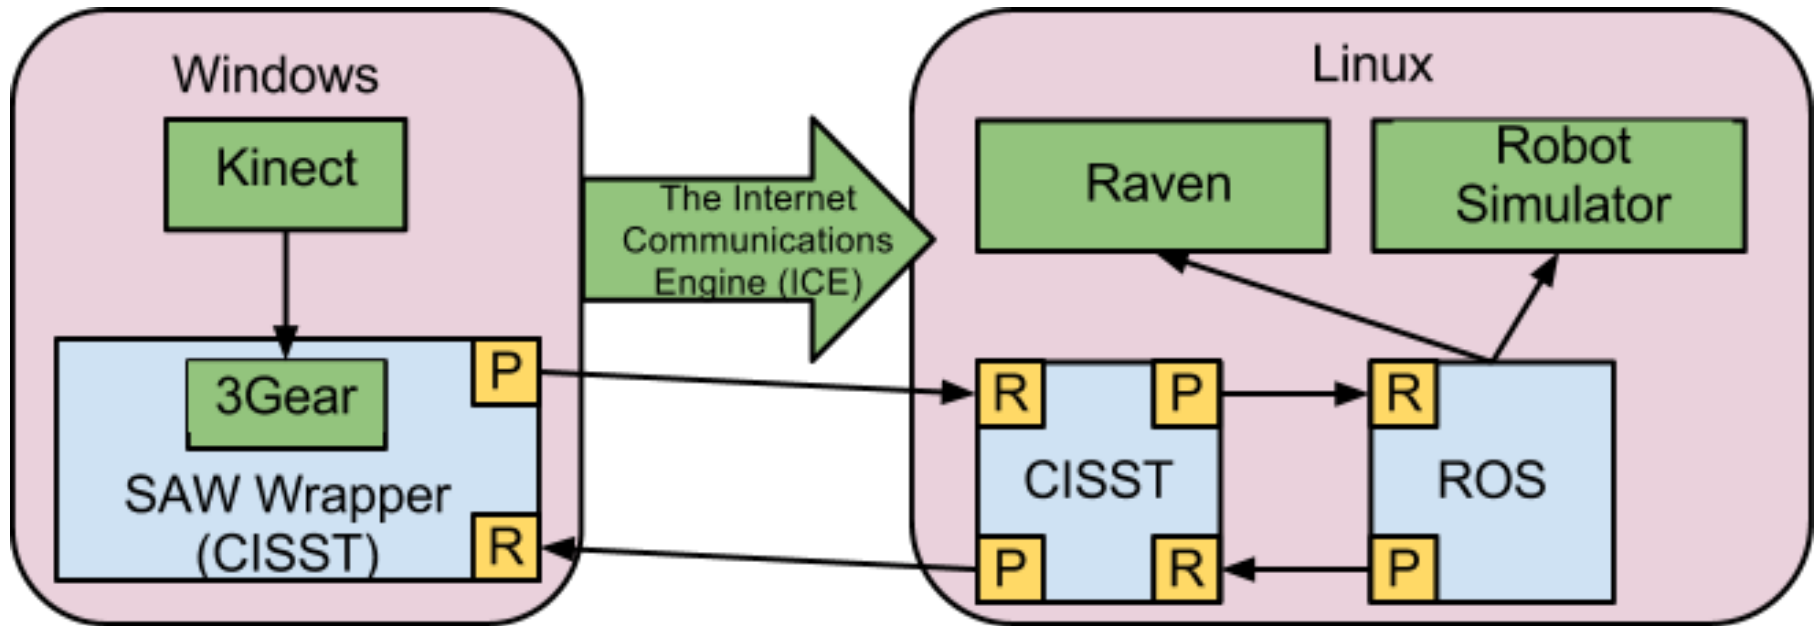 Windows
Kinect
3Gear
P
SAW Wrapper
(CISST)
R
The Internet
Communications
Engine (ICE)
Linux
Raven
Robot
Simulator
R
P
CISST
P
R
R
ROS
P